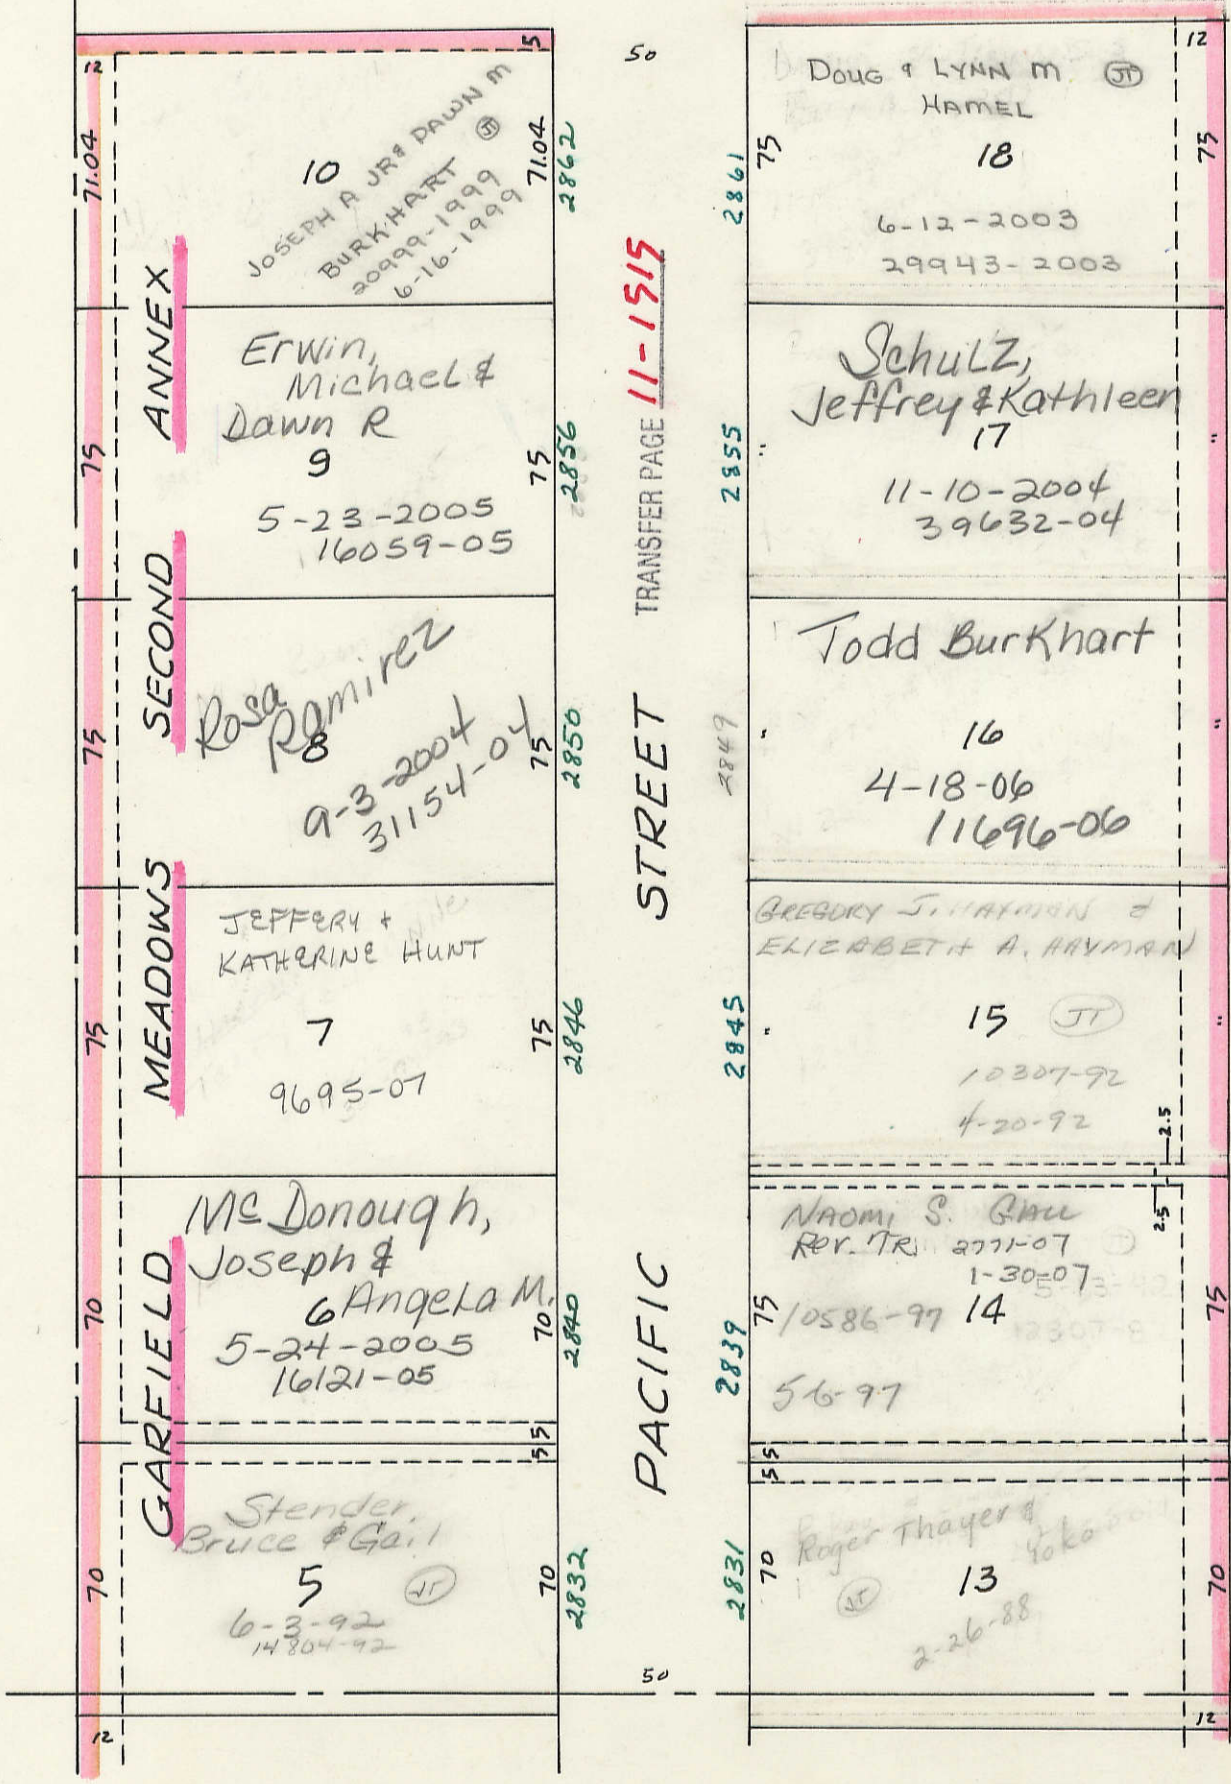 12
5
50
12
71.04
10
JOSEPH A JR & DAWN M
BURKHART JT
20999-1999
6-16-1999
71.04
2862
2861
75
DOUG & LYNN M JT
HAMEL
18
6-12-2003
29943-2003
75
75
Erwin,
Michael &
Dawn R
9
5-23-2005
16059-05
75
2856
TRANSFER PAGE 11-1515
2855
"
Schulz,
Jeffrey & Kathleen
17
11-10-2004
39632-04
"
75
Rosa
Ramirez
8
9-3-2004
31154-04
75
2850
2849
"
Todd Burkhart
16
4-18-06
11696-06
"
75
JEFFERY &
KATHERINE HUNT
7
9695-07
75
2846
2845
"
GREGORY J. HAYMAN &
ELIZABETH A. HAYMAN
15 JT
10307-92
4-20-92
"
2.5
2.5
70
McDonough,
Joseph &
6 Angela M.
5-24-2005
16121-05
70
2840
5
5
2839
75
NAOMI S. GALL
Rev. TR. 2771-07
1-30-07
10586-97 14
5-6-97
75
5
5
70
Stender,
Bruce & Gail
5 JT
6-3-92
14804-92
70
2832
2831
70
Roger Thayer &
Yoko
JT 13
2-26-88
70
GARFIELD MEADOWS SECOND ANNEX
PACIFIC STREET
50
12
12